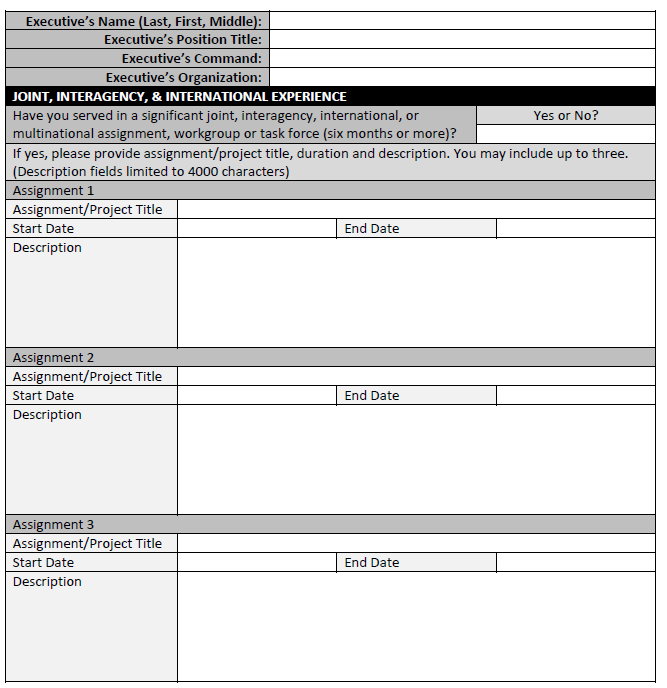 Executive's Name (Last, First, Middle):
Executive's Position Title:
Executive's Command:
Executive's Organization:
JOINT, INTERAGENCY, & INTERNATIONAL EXPERIENCE
Have you served in a significant joint, interagency, international, or
multinational assignment, workgroup or task force (six months or more)?
Yes or No?
If yes, please provide assignment/project title, duration and description. You may include up to three.
(Description fields limited to 4000 characters)
Assignment 1
Assignment/Project Title
Start Date End Date
Description
Assignment 2
Assignment/Project Title
Start Date End Date
Description
Assignment 3
Assignment/Project Title
Start Date End Date
Description